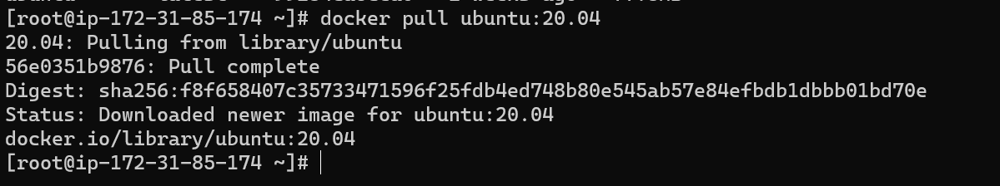 [root@ip-172-31-85-174 ~]# docker pull ubuntu:20.04
20.04: Pulling from library/ubuntu
56e0351b9876: Pull complete
Digest: sha256:f8f658407c35733471596f25fdb4ed748b80e545ab57e84efbdb1dbbb01bd70e
Status: Downloaded newer image for ubuntu:20.04
docker.io/library/ubuntu:20.04
[root@ip-172-31-85-174 ~]#